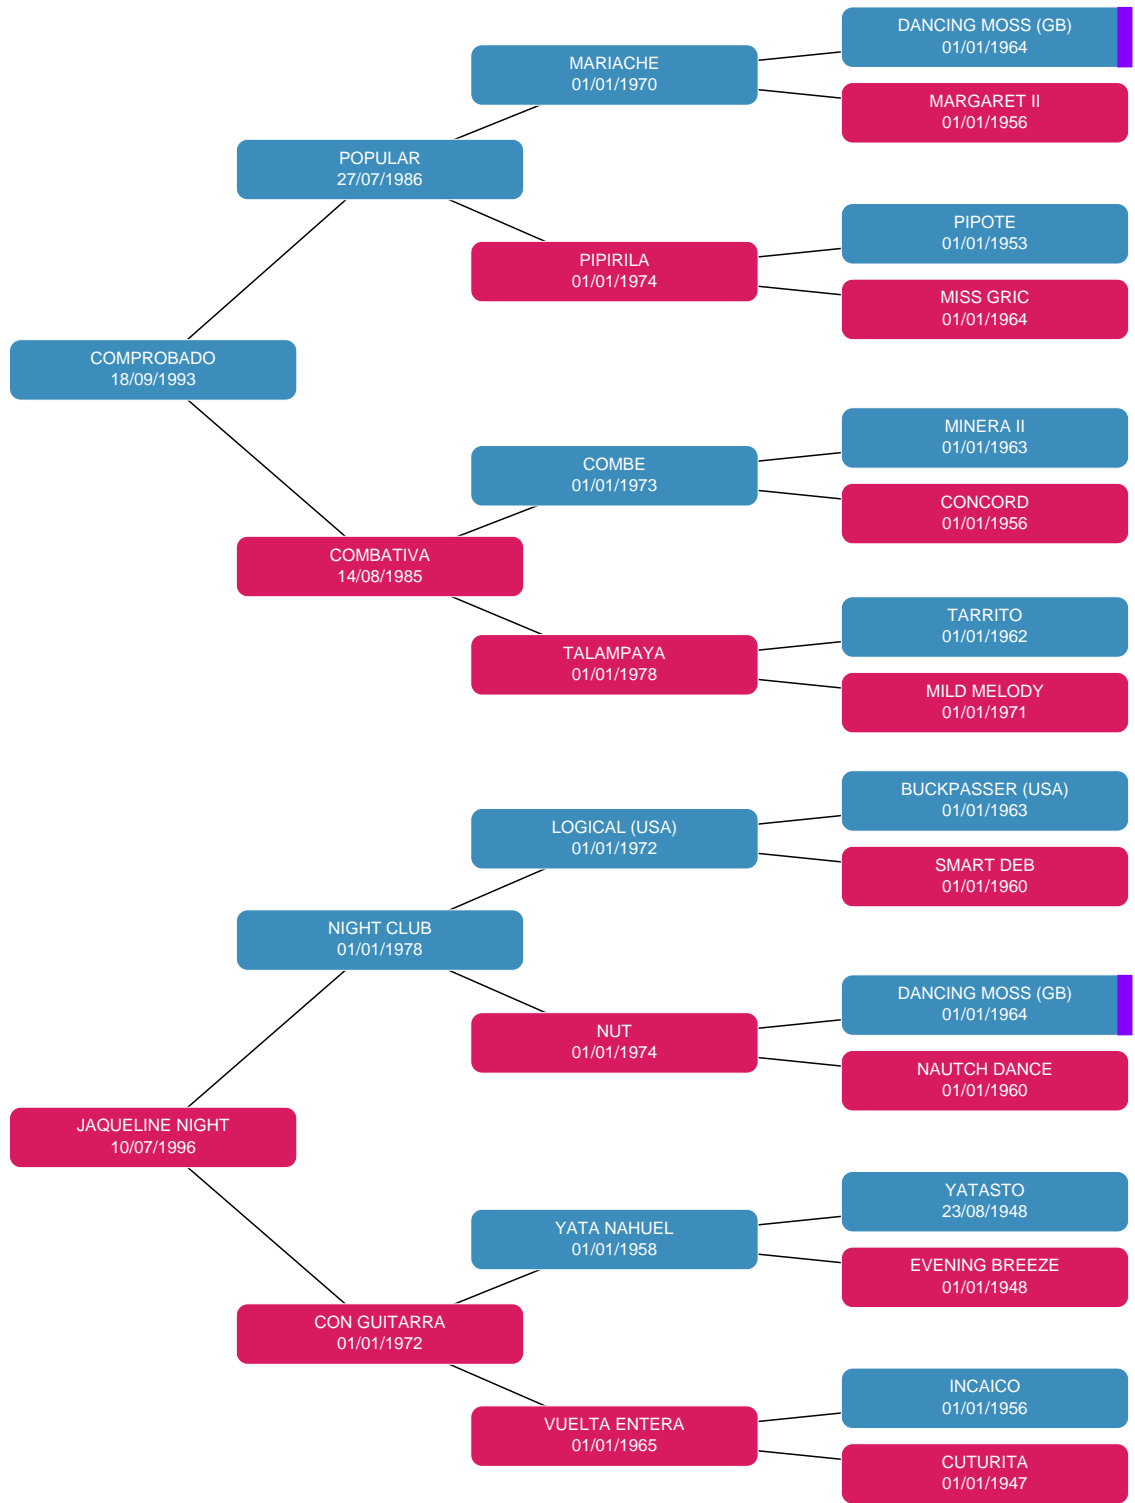 DANCING MOSS (GB)
01/01/1964
MARIACHE
01/01/1970
MARGARET II
01/01/1956
POPULAR
27/07/1986
PIPOTE
01/01/1953
PIPIRILA
01/01/1974
MISS GRIC
01/01/1964
COMPROBADO
18/09/1993
MINERA II
01/01/1963
COMBE
01/01/1973
CONCORD
01/01/1956
COMBATIVA
14/08/1985
TARRITO
01/01/1962
TALAMPAYA
01/01/1978
MILD MELODY
01/01/1971
BUCKPASSER (USA)
01/01/1963
LOGICAL (USA)
01/01/1972
SMART DEB
01/01/1960
NIGHT CLUB
01/01/1978
DANCING MOSS (GB)
01/01/1964
NUT
01/01/1974
NAUTCH DANCE
01/01/1960
JAQUELINE NIGHT
10/07/1996
YATASTO
23/08/1948
YATA NAHUEL
01/01/1958
EVENING BREEZE
01/01/1948
CON GUITARRA
01/01/1972
INCAICO
01/01/1956
VUELTA ENTERA
01/01/1965
CUTURITA
01/01/1947